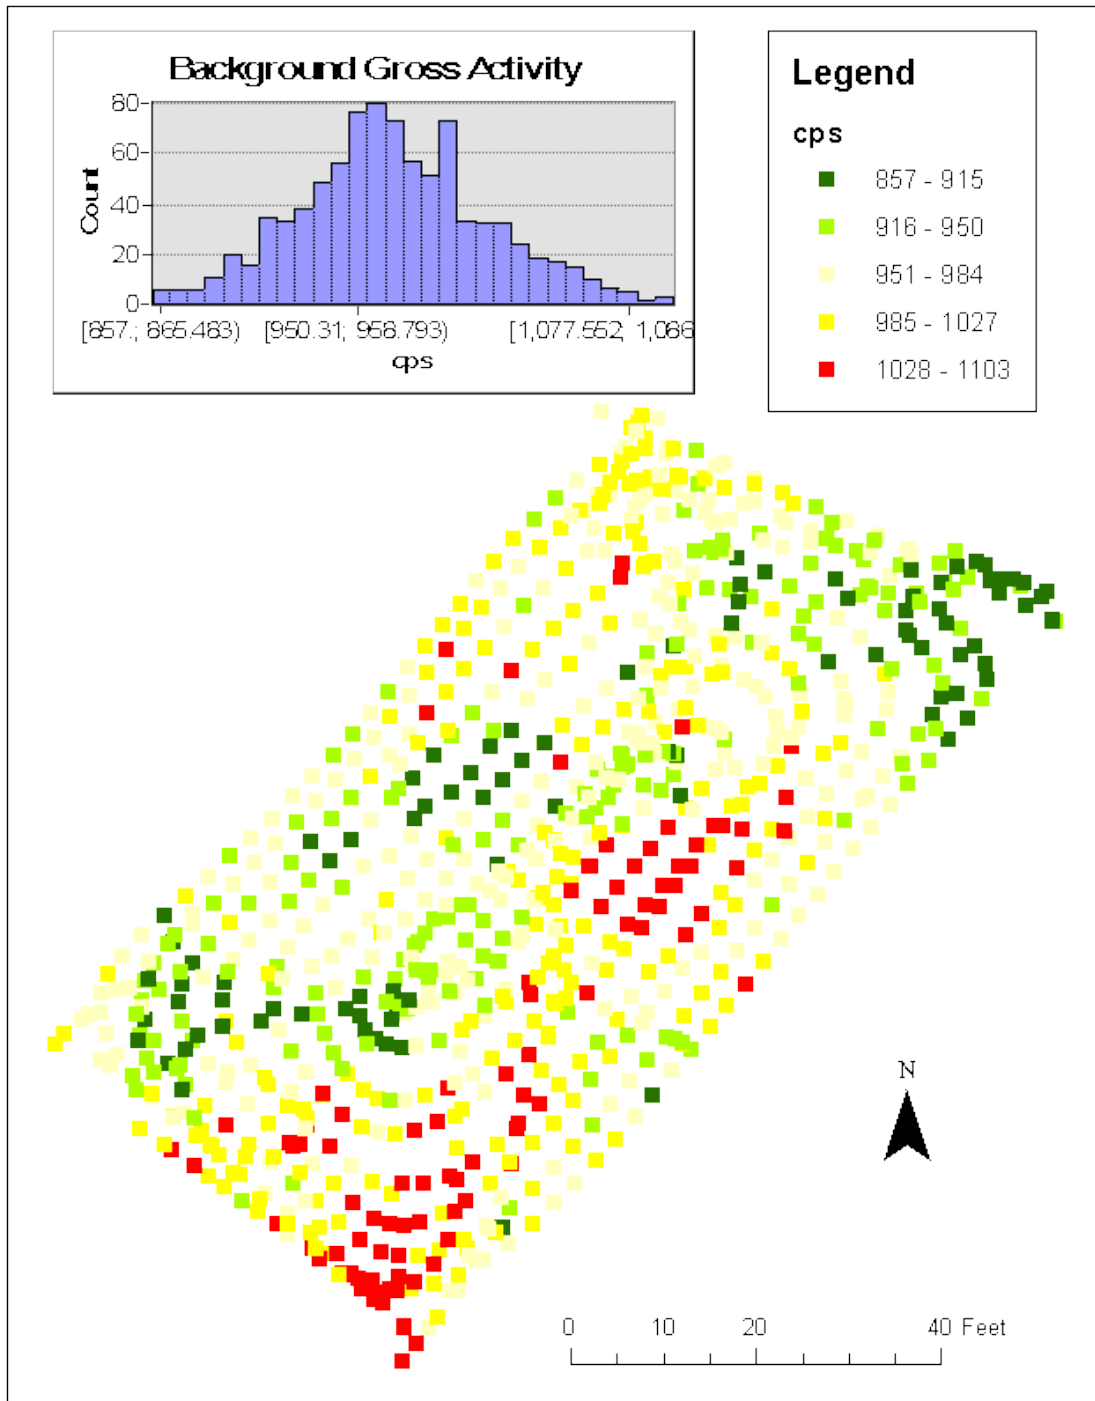 Background Gross Activity
80
60
40
20
0
Count
[857.; 865.463) [950.31; 958.793) [1,077.552, 1,086
cps
Legend
cps
857 - 915
916 - 950
951 - 984
985 - 1027
1028 - 1103
N
0 10 20 40 Feet